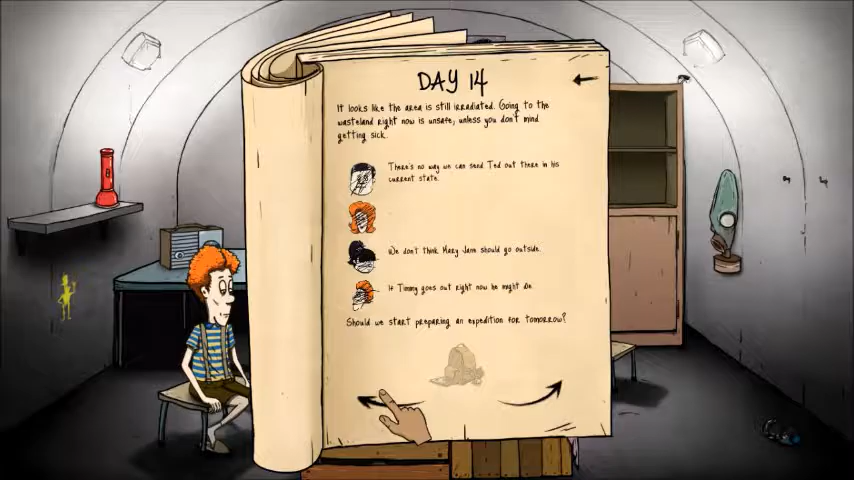 DAY 14
It looks like the area is still irradiated. Going to the
wasteland right now is unsafe, unless you don't mind
getting sick.
There's no way we can send Ted out there in his
current state.
We don't think Mary Jane should go outside.
If Timmy goes out right now he might die.
Should we start preparing an expedition for tomorrow?